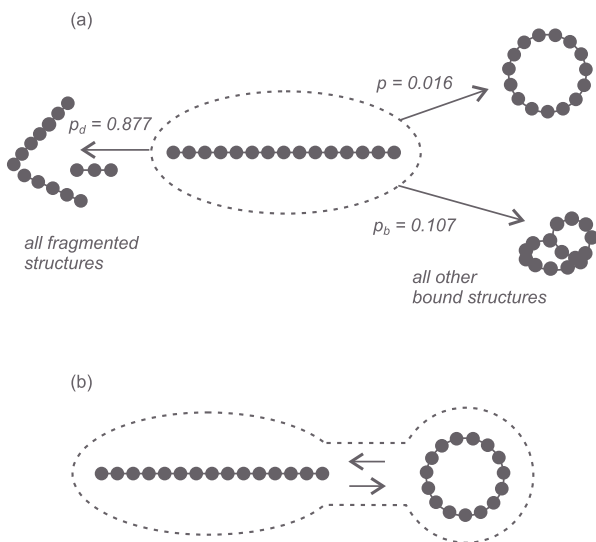 (a)
p = 0.016
p_d = 0.877
p_b = 0.107
all fragmented
structures
all other
bound structures
(b)